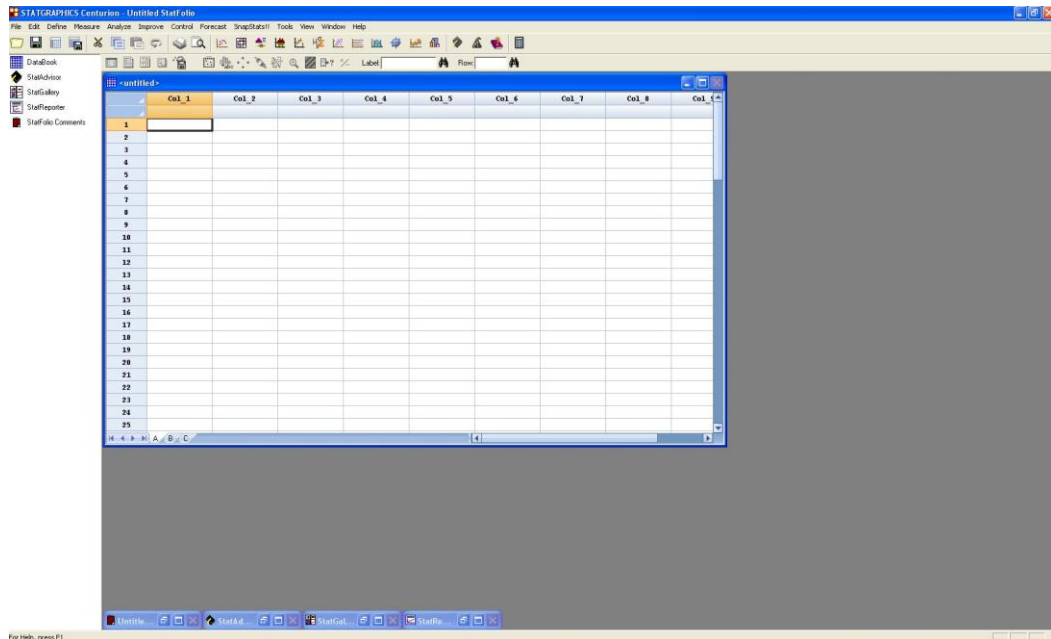 STATGRAPHICS Centurion - Untitled StatFolio
File Edit Define Measure Analyze Improve Control Forecast SnapStats!! Tools View Window Help
DataBook
Label Row:
StatAdvisor
StatGallery
StatReporter
StatFolio Comments
<untitled>
Col_1 Col_2 Col_3 Col_4 Col_5 Col_6 Col_7 Col_8 Col_9
1
2
3
4
5
6
7
8
9
10
11
12
13
14
15
16
17
18
19
20
21
22
23
24
25
A B C
Untitle... StatAd... StatGal... StatRe...
For Help, press F1